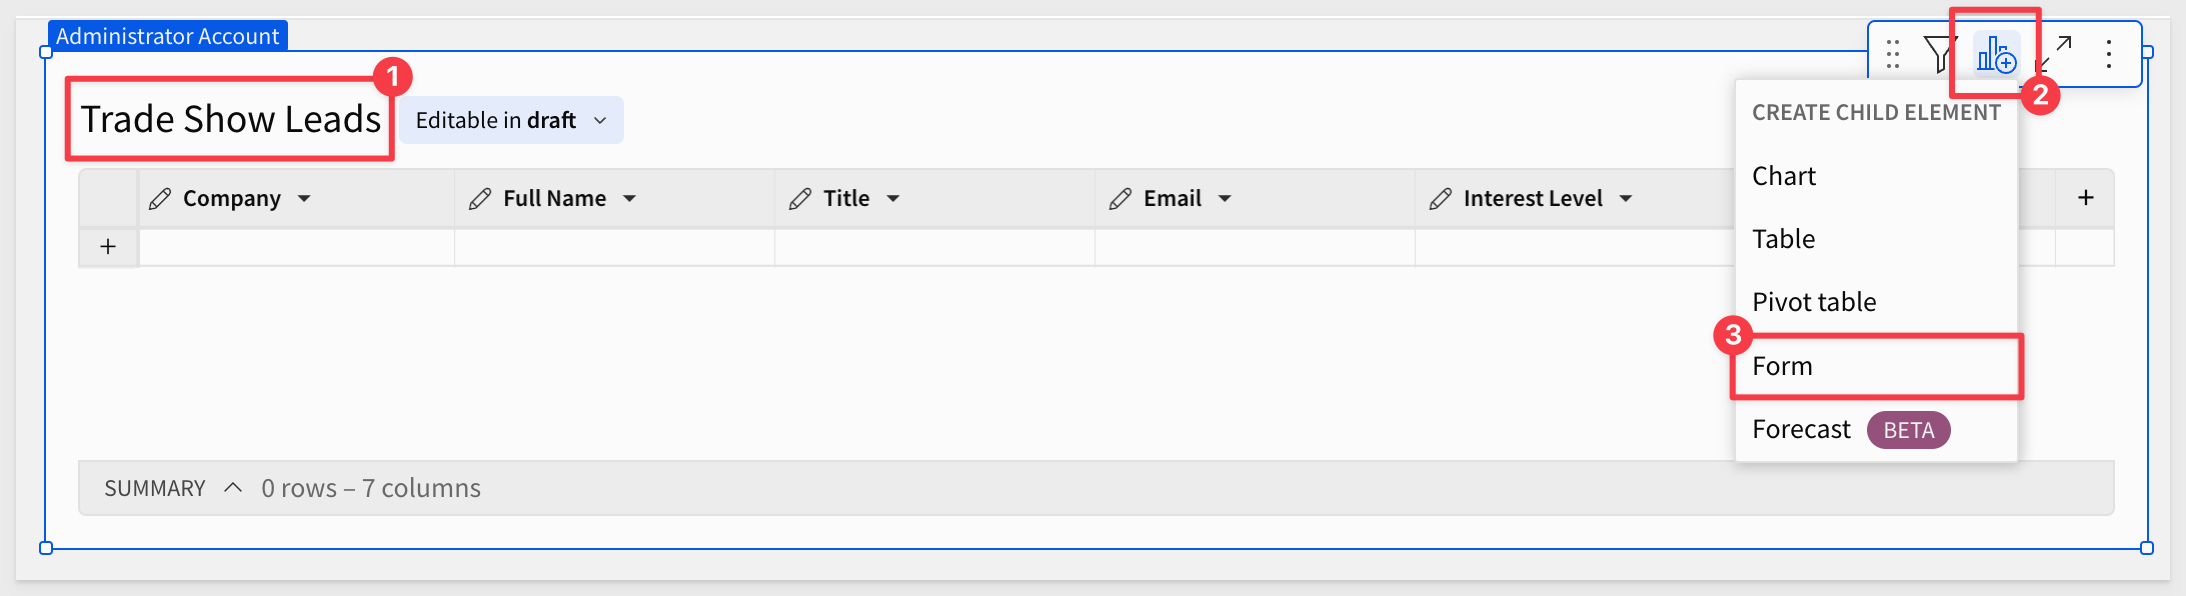 Administrator Account
1
2
Trade Show Leads
Editable in draft
CREATE CHILD ELEMENT
Chart
Company
Full Name
Title
Email
Interest Level
+
Table
+
Pivot table
3
Form
Forecast BETA
SUMMARY 0 rows – 7 columns